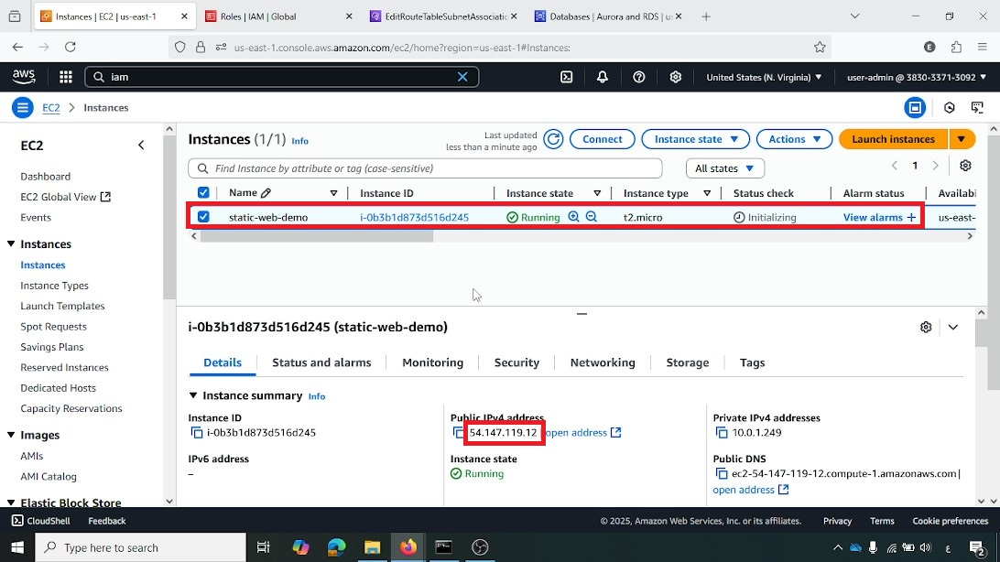 Instances | EC2 | us-east-1
Roles | IAM | Global
EditRouteTableSubnetAssociatic
Databases | Aurora and RDS | us
us-east-1.console.aws.amazon.com/ec2/home?region=us-east-1#Instances:
E
aws
iam
United States (N. Virginia)
user-admin @ 3830-3371-3092
EC2 > Instances
EC2
Dashboard
EC2 Global View
Events
Instances
Instances
Instance Types
Launch Templates
Spot Requests
Savings Plans
Reserved Instances
Dedicated Hosts
Capacity Reservations
Images
AMIs
AMI Catalog
Elastic Block Store
Instances (1/1) Info
Last updated
less than a minute ago
Connect
Instance state
Actions
Launch instances
Find Instance by attribute or tag (case-sensitive)
All states
1
Name
Instance ID
Instance state
Instance type
Status check
Alarm status
Availabi
static-web-demo
i-0b3b1d873d516d245
Running
t2.micro
Initializing
View alarms +
us-east-
i-0b3b1d873d516d245 (static-web-demo)
Details
Status and alarms
Monitoring
Security
Networking
Storage
Tags
Instance summary Info
Instance ID
i-0b3b1d873d516d245
IPv6 address
–
Public IPv4 address
54.147.119.12
open address
Instance state
Running
Private IPv4 addresses
10.0.1.249
Public DNS
ec2-54-147-119-12.compute-1.amazonaws.com |
open address
CloudShell
Feedback
© 2025, Amazon Web Services, Inc. or its affiliates.
Privacy
Terms
Cookie preferences
Type here to search
ع
2